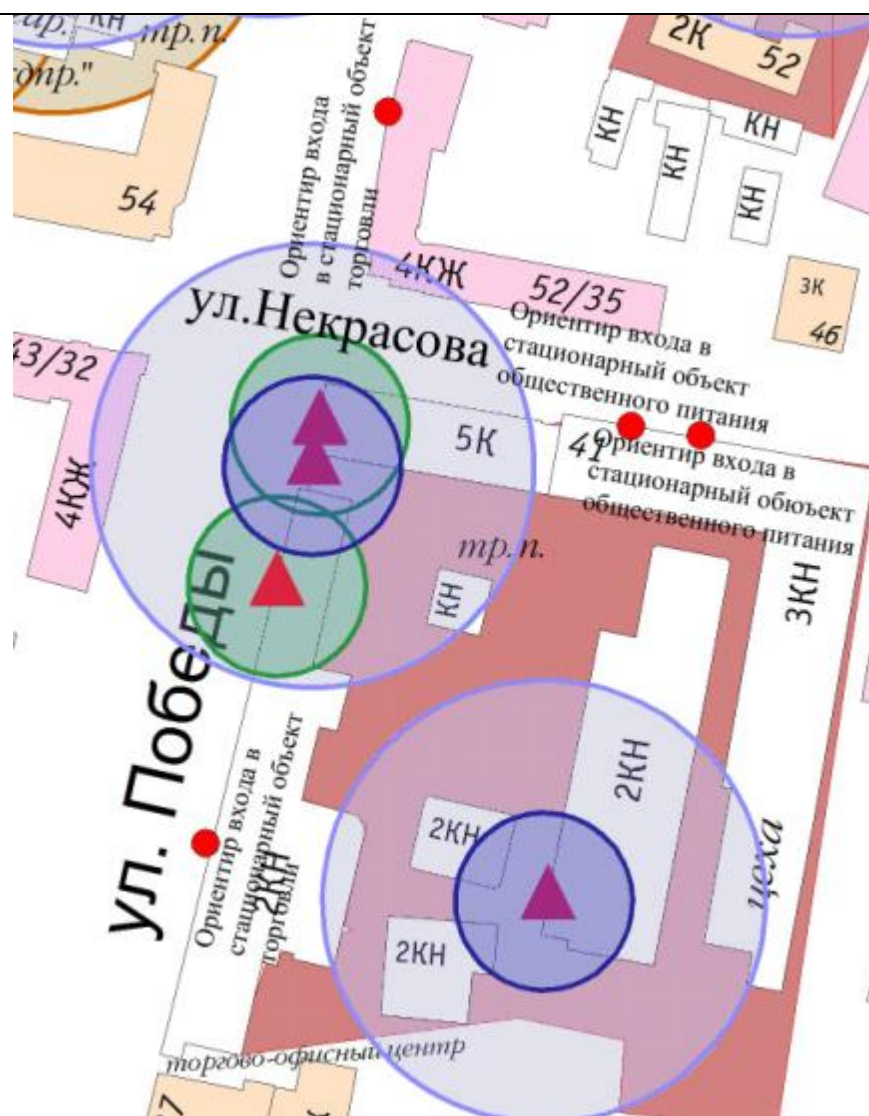 КН
тр. п.
2К
52
54
Ориентир входа
в стационарный объект
торговли
КН
КН
КН
КН
4КЖ
52/35
3К
46
ул.Некрасова
Ориентир входа в
стационарный объект
общественного питания
43/32
4КЖ
5К
41
Ориентир входа в
стационарный обюъект
общественного питания
тр. п.
КН
3КН
ул. Победы
2КН
Ориентир входа в
стационарный объект
торговли
2КН
2КН
цеха
2КН
торгово-офисный центр